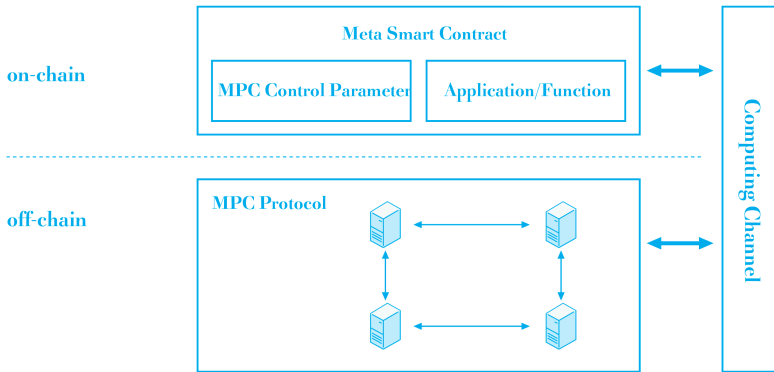 Meta Smart Contract
on-chain
MPC Control Parameter
Application/Function
Computing Channel
off-chain
MPC Protocol